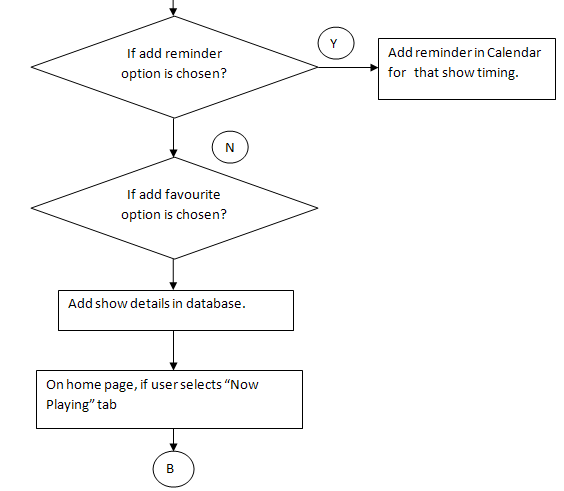 If add reminder
option is chosen?
Y
Add reminder in Calendar
for that show timing.
N
If add favourite
option is chosen?
Add show details in database.
On home page, if user selects “Now
Playing” tab
B